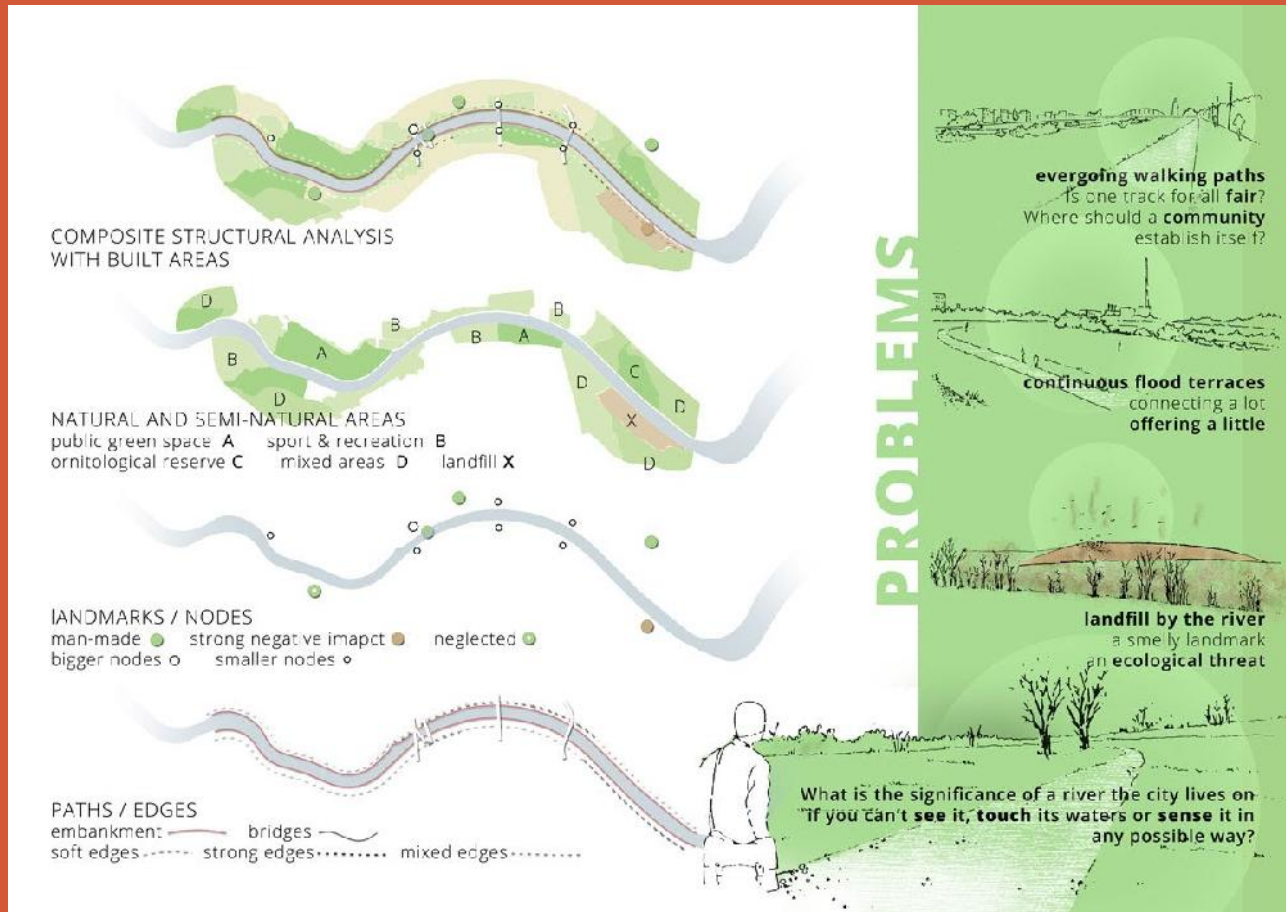 COMPOSITE STRUCTURAL ANALYSIS
WITH BUILT AREAS
D
B
A
D
B
B
A
B
D
C
D
X
D
NATURAL AND SEMI-NATURAL AREAS
public green space A sport & recreation B
ornitological reserve C mixed areas D landfill X
LANDMARKS / NODES
man-made strong negative imapct neglected
bigger nodes smaller nodes
PATHS / EDGES
embankment bridges
soft edges strong edges mixed edges
PROBLEMS
evergoing walking paths
Is one track for all fair?
Where should a community
establish itself?
continuous flood terraces
connecting a lot
offering a little
landfill by the river
a smelly landmark
an ecological threat
What is the significance of a river the city lives on
if you can't see it, touch its waters or sense it in
any possible way?